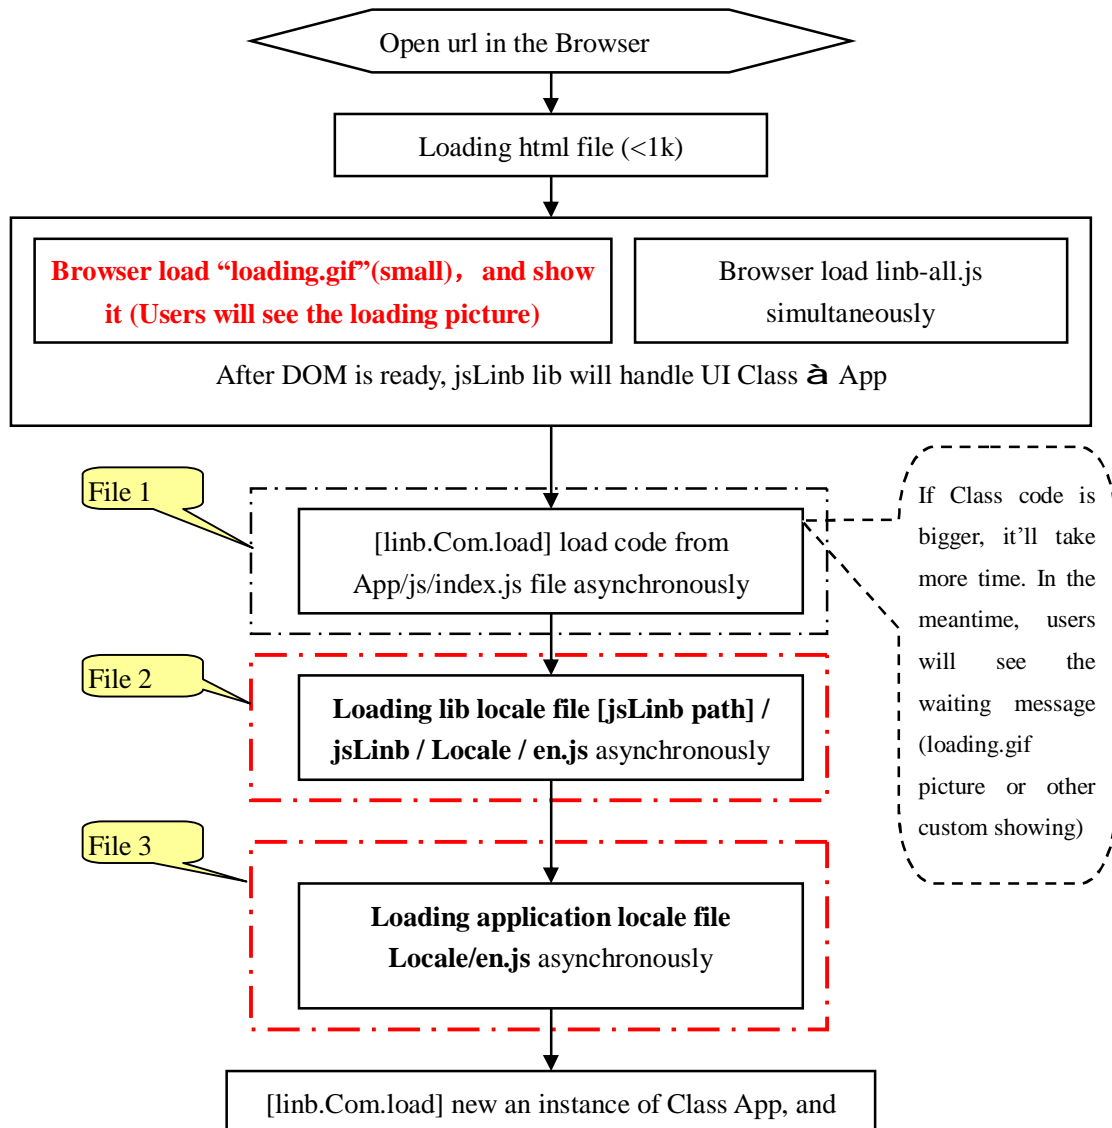 Open url in the Browser
Loading html file (<1k)
Browser load “loading.gif”(small)，and show
it (Users will see the loading picture)
Browser load linb-all.js
simultaneously
After DOM is ready, jsLinb lib will handle UI Class à App
File 1
[linb.Com.load] load code from
App/js/index.js file asynchronously
If Class code is
bigger, it’ll take
more time. In the
meantime, users
will see the
waiting message
(loading.gif
picture or other
custom showing)
File 2
Loading lib locale file [jsLinb path] /
jsLinb / Locale / en.js asynchronously
File 3
Loading application locale file
Locale/en.js asynchronously
[linb.Com.load] new an instance of Class App, and